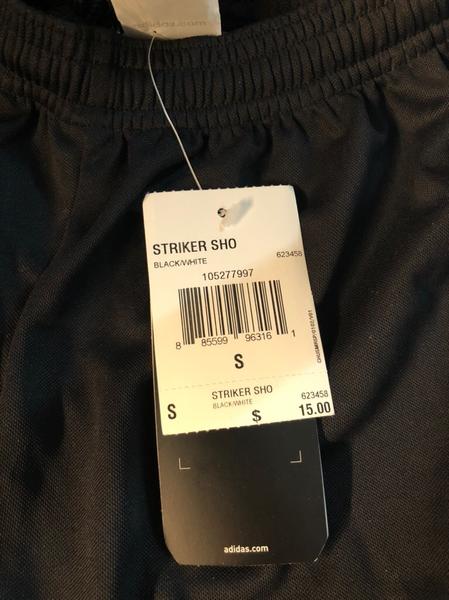 adidas.com
STRIKER SHO
BLACK/WHITE 623458
105277997
8 85599 96316 1
S
STRIKER SHO 623458
S BLACK/WHITE $ 15.00
adidas.com